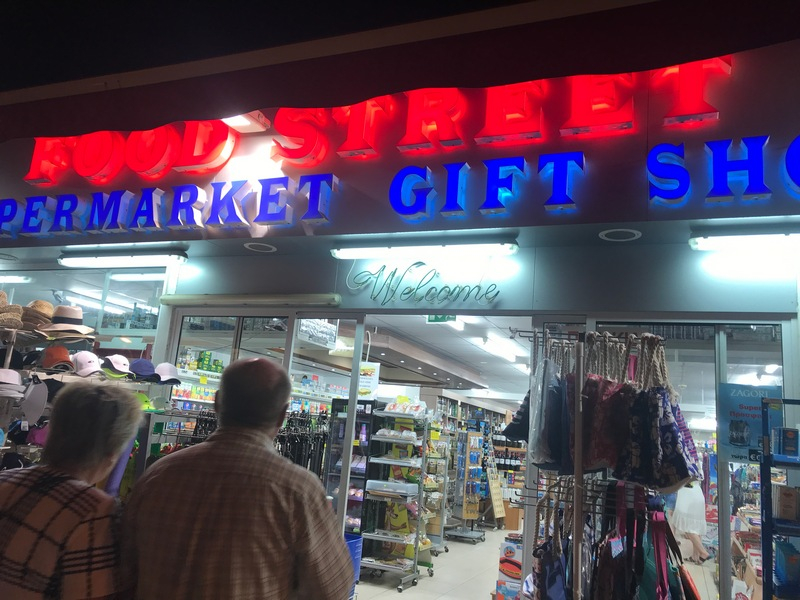 FOOD STREET
PERMARKET GIFT SHO
Welcome
ZAGORI